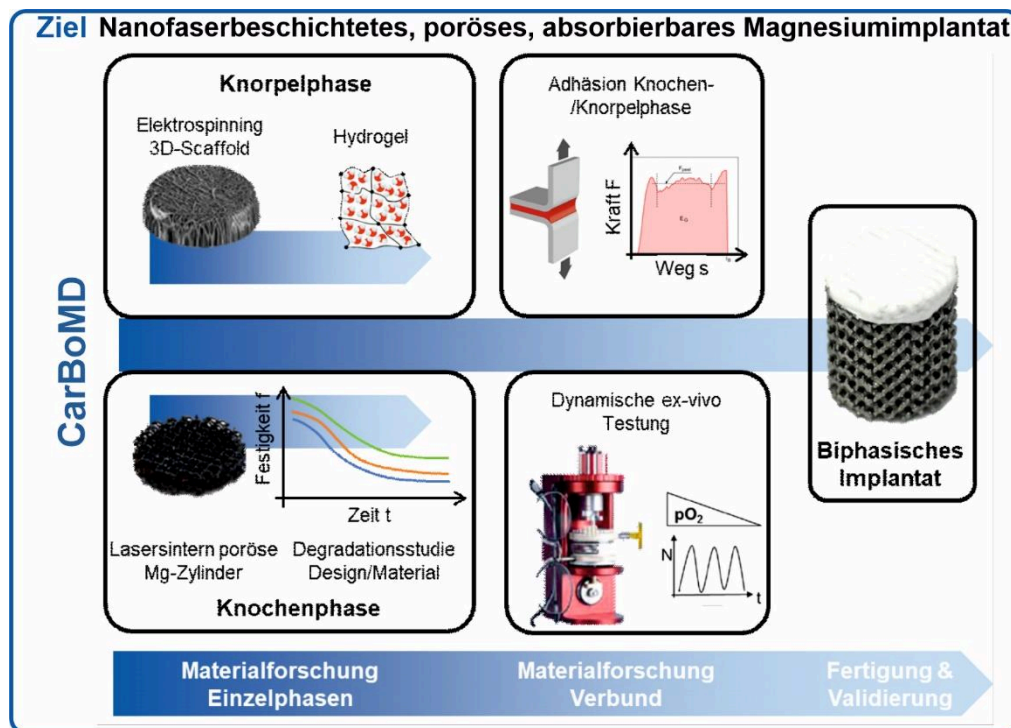 Ziel Nanofaserbeschichtetes, poröses, absorbierbares Magnesiumimplantat
CarBoMD
Knorpelphase
Elektrospinning
3D-Scaffold
Hydrogel
Adhäsion Knochen-
/Knorpelphase
Kraft F
Weg s
Festigkeit f
Zeit t
Lasersintern poröse
Mg-Zylinder
Degradationsstudie
Design/Material
Knochenphase
Dynamische ex-vivo
Testung
pO₂
N
t
Biphasisches
Implantat
Materialforschung
Einzelphasen
Materialforschung
Verbund
Fertigung &
Validierung